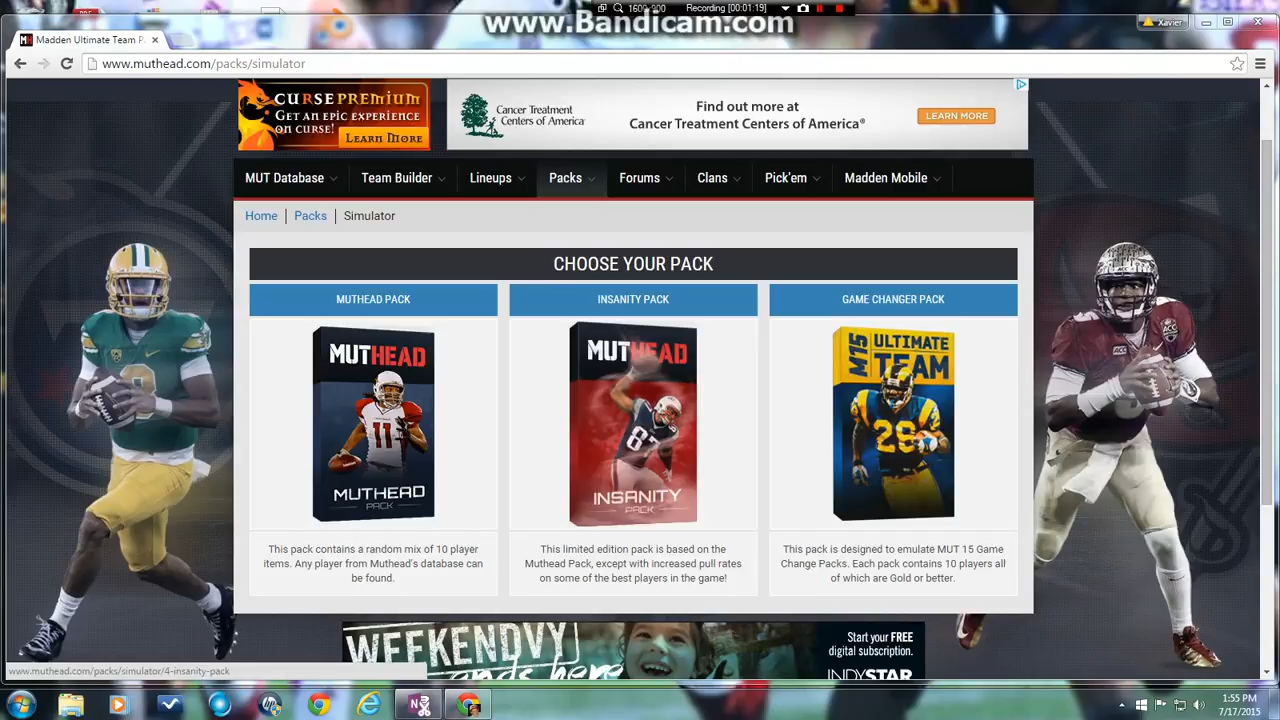 1600x900
Recording [00:01:19]
www.Bandicam.com
Xavier
Madden Ultimate Team P
www.muthead.com/packs/simulator
CURSE PREMIUM
GET AN EPIC EXPERIENCE
ON CURSE!
LEARN MORE
Cancer Treatment
Centers of America®
Find out more at
Cancer Treatment Centers of America®
LEARN MORE
MUT Database
Team Builder
Lineups
Packs
Forums
Clans
Pick'em
Madden Mobile
Home
Packs
Simulator
CHOOSE YOUR PACK
MUTHEAD PACK
INSANITY PACK
GAME CHANGER PACK
MUTHEAD
11
MUTHEAD
PACK
MUTHEAD
87
INSANITY
PACK
M15 ULTIMATE
TEAM
28
This pack contains a random mix of 10 player
items. Any player from Muthead's database can
be found.
This limited edition pack is based on the
Muthead Pack, except with increased pull rates
on some of the best players in the game!
This pack is designed to emulate MUT 15 Game
Change Packs. Each pack contains 10 players all
of which are Gold or better.
ACC
WEEKENDVY
Start your FREE
digital subscription.
INDYSTAR
www.muthead.com/packs/simulator/4-insanity-pack
1:55 PM
7/17/2015